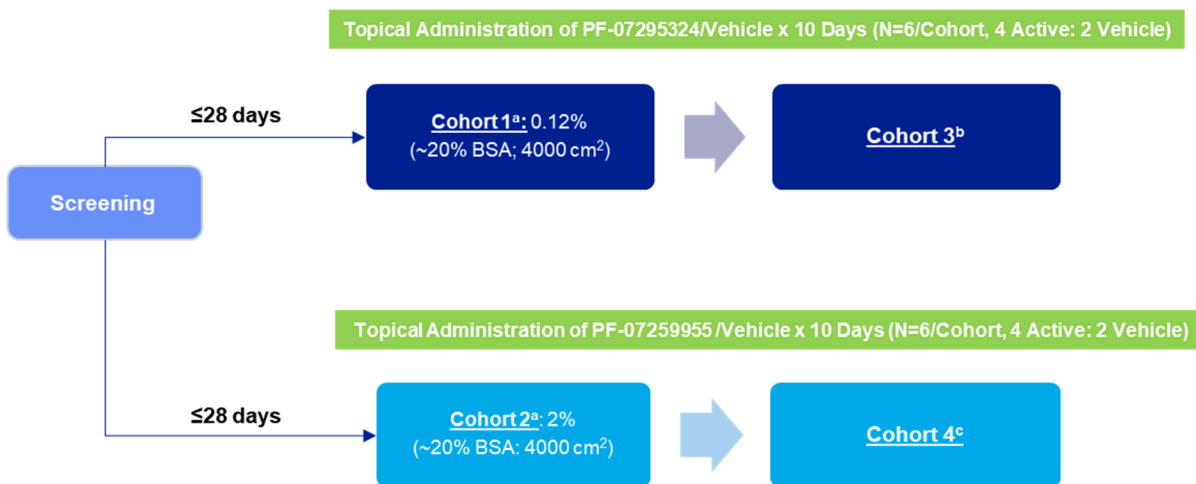 Topical Administration of PF-07295324/Vehicle x 10 Days (N=6/Cohort, 4 Active: 2 Vehicle)
≤28 days
Cohort 1ᵃ: 0.12%
(~20% BSA; 4000 cm²)
Cohort 3ᵇ
Screening
Topical Administration of PF-07259955/Vehicle x 10 Days (N=6/Cohort, 4 Active: 2 Vehicle)
≤28 days
Cohort 2ᵃ: 2%
(~20% BSA: 4000 cm²)
Cohort 4ᶜ